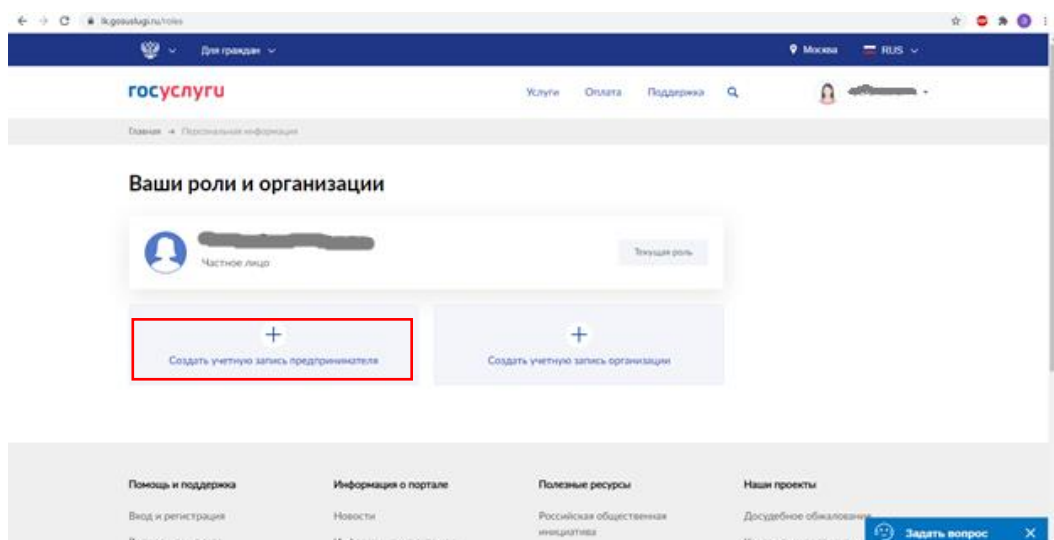 lk.gosuslugi.ru/roles
Для граждан
Москва
RUS
госуслуги
Услуги Оплата Поддержка
Главная → Персональная информация
Ваши роли и организации
Частное лицо
Текущая роль
Создать учетную запись предпринимателя
Создать учетную запись организации
Помощь и поддержка
Информация о портале
Полезные ресурсы
Наши проекты
Вход и регистрация
Новости
Российская общественная
инициатива
Досудебное обжалование
Задать вопрос